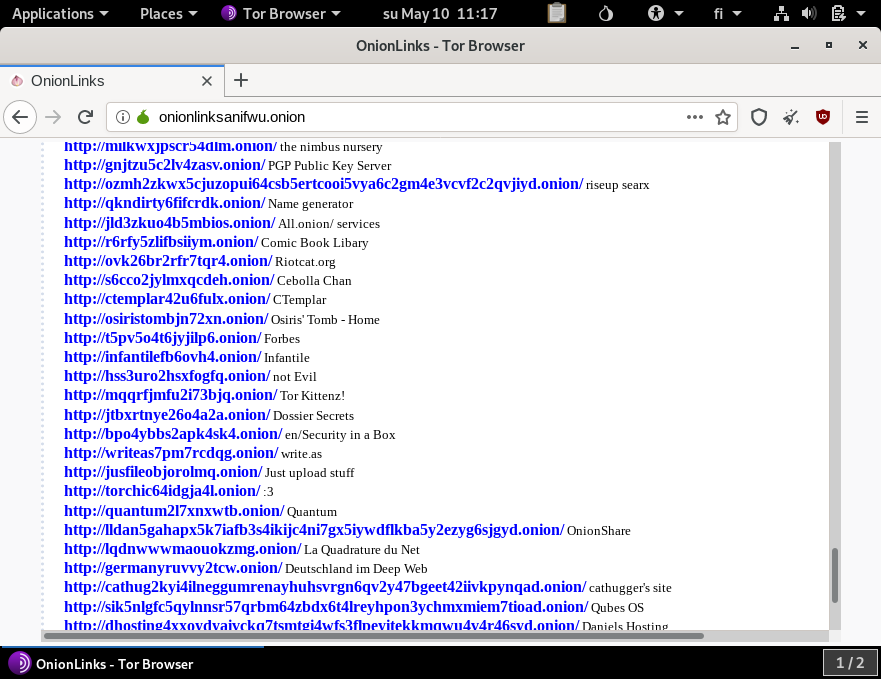 Applications Places Tor Browser su May 10 11:17 fi
OnionLinks - Tor Browser
OnionLinks
onionlinksanifwu.onion
http://milkwxjpscr54dlm.onion/ the nimbus nursery
http://gnjtzu5c2lv4zasv.onion/ PGP Public Key Server
http://ozmh2zkwx5cjuzopui64csb5ertcooi5vya6c2gm4e3vcvf2c2qvjiyd.onion/ riseup searx
http://qkndirty6fifcrdk.onion/ Name generator
http://jld3zkuo4b5mbios.onion/ All.onion/ services
http://r6rfy5zlifbsiiym.onion/ Comic Book Libary
http://ovk26br2rfr7tqr4.onion/ Riotcat.org
http://s6cco2jylmxqcdeh.onion/ Cebolla Chan
http://ctemplar42u6fulx.onion/ CTemplar
http://osiristombjn72xn.onion/ Osiris' Tomb - Home
http://t5pv5o4t6jyjilp6.onion/ Forbes
http://infantilefb6ovh4.onion/ Infantile
http://hss3uro2hsxfogfq.onion/ not Evil
http://mqqrfjmfu2i73bjq.onion/ Tor Kittenz!
http://jtbxrtnye26o4a2a.onion/ Dossier Secrets
http://bpo4ybbs2apk4sk4.onion/ en/Security in a Box
http://writeas7pm7rcdqg.onion/ write.as
http://jusfileobjorolmq.onion/ Just upload stuff
http://torchic64idgja4l.onion/ :3
http://quantum2l7xnxwtb.onion/ Quantum
http://lldan5gahapx5k7iafb3s4ikijc4ni7gx5iywdflkba5y2ezyg6sjgyd.onion/ OnionShare
http://lqdnwwwmaouokzmg.onion/ La Quadrature du Net
http://germanyruvvy2tcw.onion/ Deutschland im Deep Web
http://cathug2kyi4ilneggumrenayhuhsvrgn6qv2y47bgeet42iivkpynqad.onion/ cathugger's site
http://sik5nlgfc5qylnnsr57qrbm64zbdx6t4lreyhpon3ychmxmiem7tioad.onion/ Qubes OS
Daniels Hosting
OnionLinks - Tor Browser
1 / 2